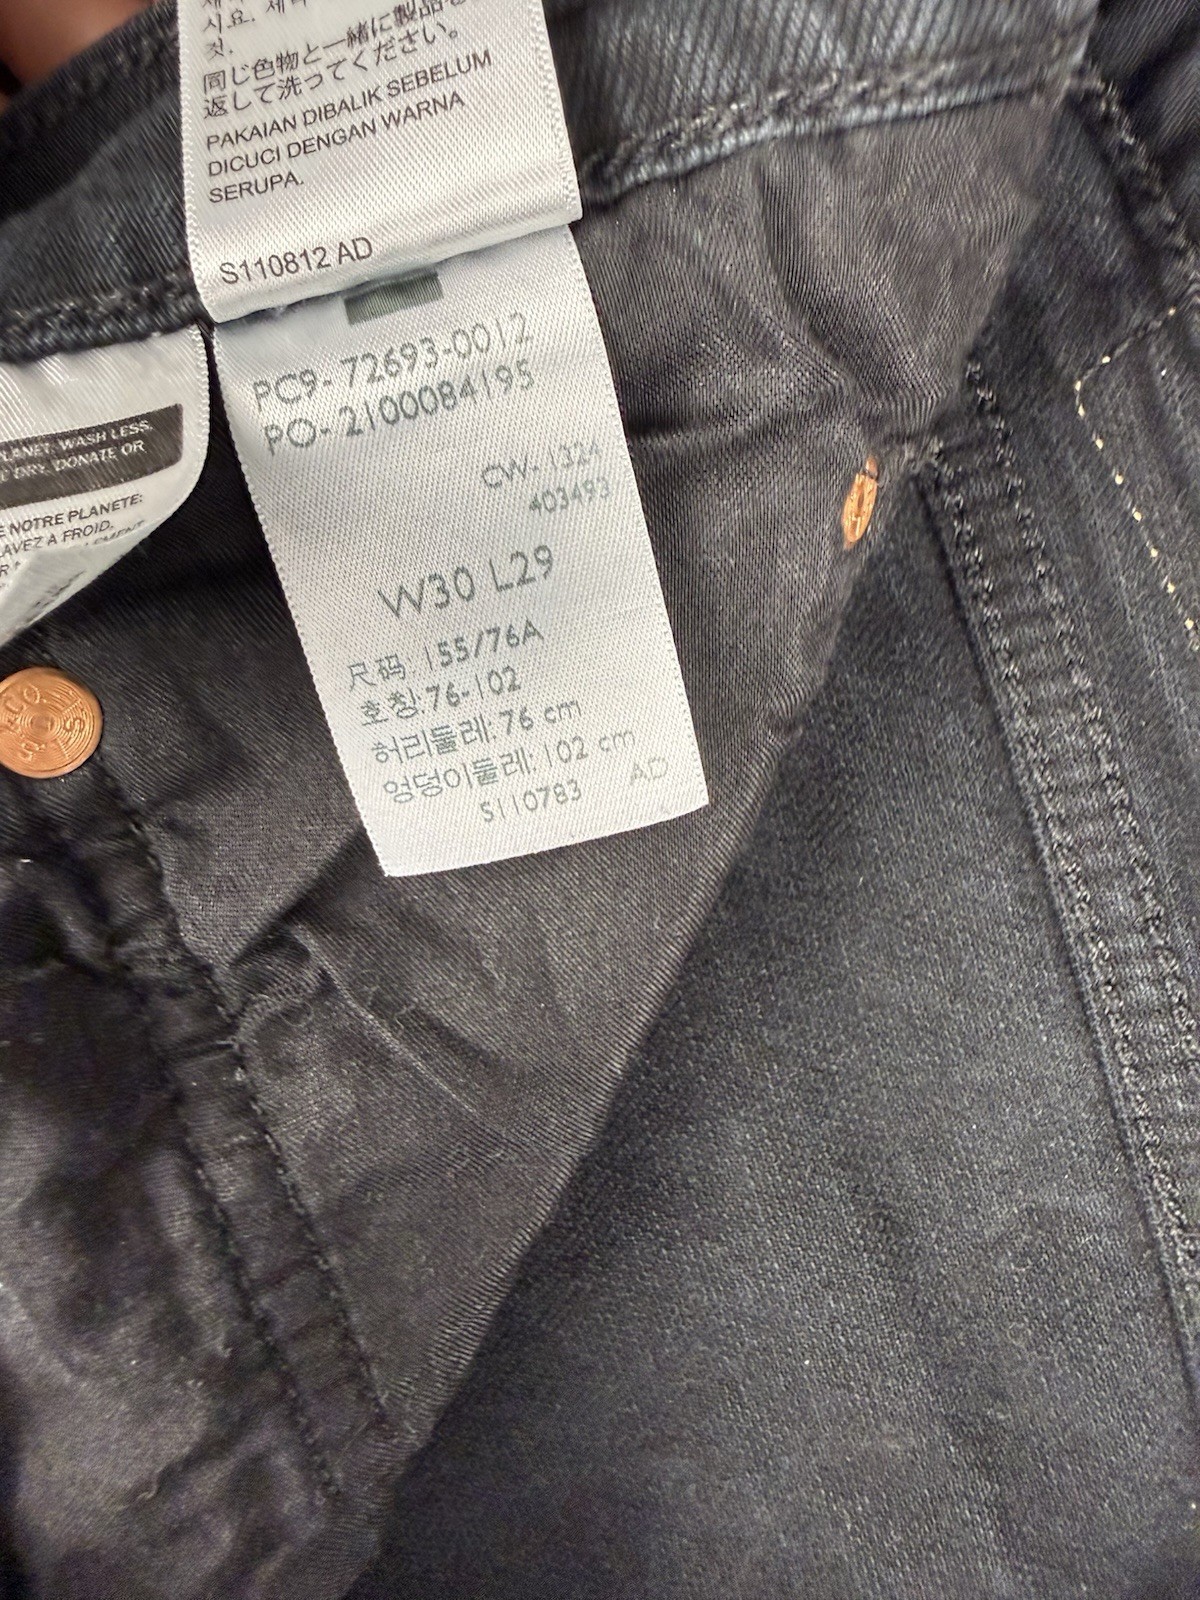 시요.
것.
同じ色物と一緒に製品を
返して洗ってください。
PAKAIAN DIBALIK SEBELUM
DICUCI DENGAN WARNA
SERUPA.
S110812 AD
PC9-72693-0012
PO-2100084195
CW-1324
403493
W30 L29
尺码: 155/76A
호칭:76-102
허리둘레:76 cm
엉덩이둘레:102 cm
S110783 AD
PLANET: WASH LESS,
DRY, DONATE OR
NOTRE PLANETE:
LAVEZ A FROID,